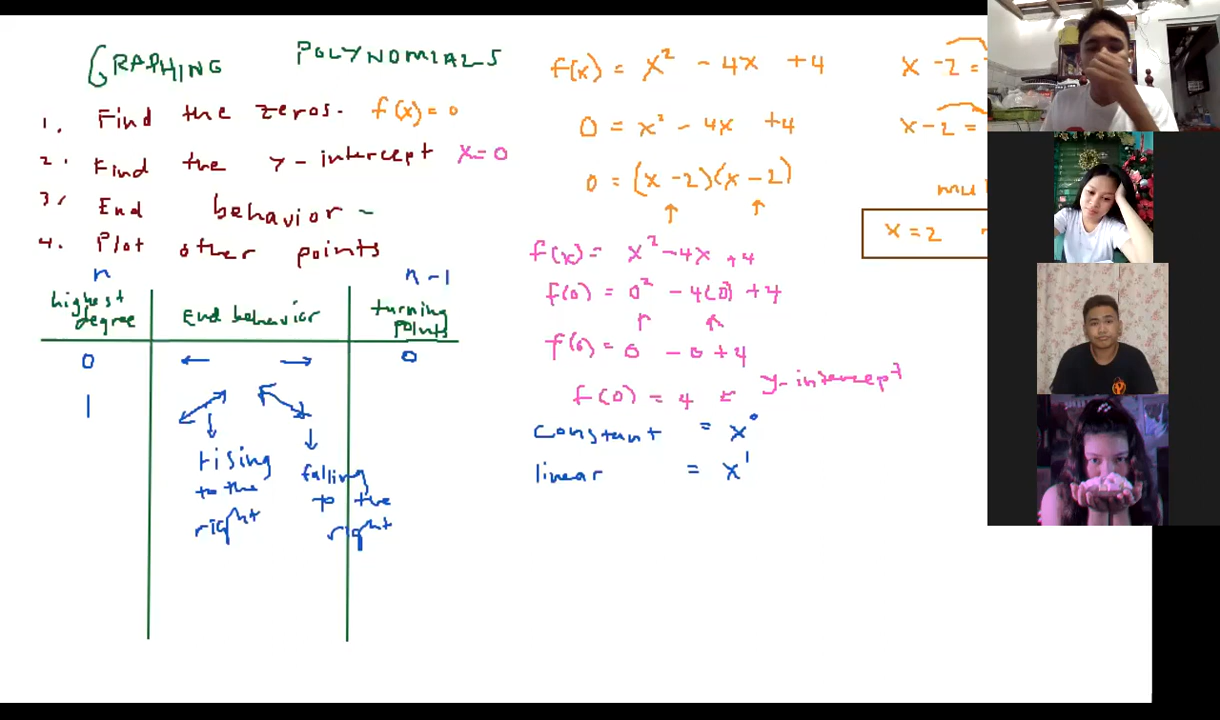 GRAPHING POLYNOMIALS
1. Find the zeros. f(x) = 0
2. Find the y-intercept x=0
3. End behavior
4. Plot other points
n n-1
highest degree End behavior turning points
0 ← → 0
1
rising to the right
falling to the right
f(x) = x² - 4x + 4
0 = x² - 4x + 4
0 = (x - 2)(x - 2)
f(x) = x² - 4x + 4
f(0) = 0² - 4(0) + 4
f(0) = 0 - 0 + 4
f(0) = 4 y-intercept
constant = x⁰
linear = x¹
x - 2 =
x - 2 =
x = 2